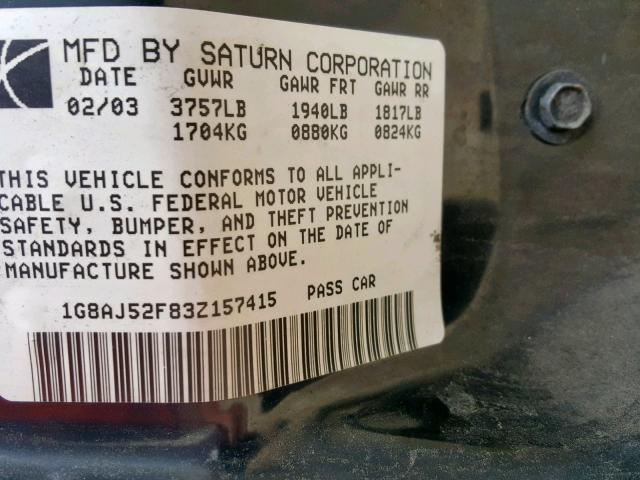 MFD BY SATURN CORPORATION
DATE GVWR GAWR FRT GAWR RR
02/03 3757LB 1940LB 1817LB
1704KG 0880KG 0824KG
THIS VEHICLE CONFORMS TO ALL APPLI-
CABLE U.S. FEDERAL MOTOR VEHICLE
SAFETY, BUMPER, AND THEFT PREVENTION
STANDARDS IN EFFECT ON THE DATE OF
MANUFACTURE SHOWN ABOVE.
1G8AJ52F83Z157415 PASS CAR